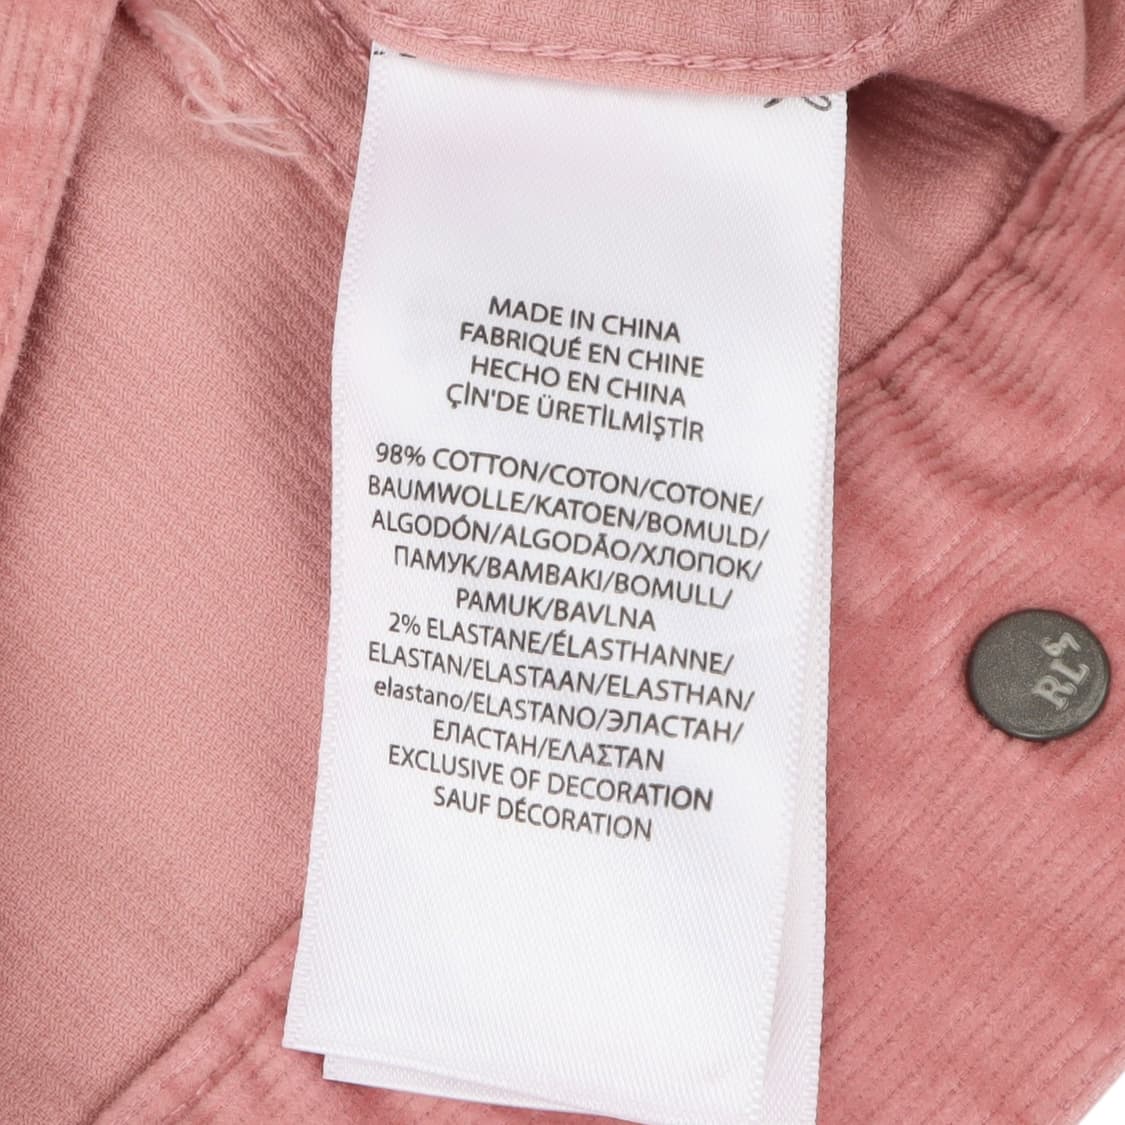 MADE IN CHINA
FABRIQUÉ EN CHINE
HECHO EN CHINA
ÇİN'DE ÜRETİLMİŞTİR
98% COTTON/COTON/COTONE/
BAUMWOLLE/KATOEN/BOMULD/
ALGODÓN/ALGODÃO/ХЛОПОК/
ПАМУК/ΒΑΜΒΑΚΙ/BOMULL/
PAMUK/BAVLNA
2% ELASTANE/ÉLASTHANNE/
ELASTAN/ELASTAAN/ELASTHAN/
elastano/ELASTANO/ЭЛАСТАН/
ЕЛАСТАН/ΕΛΑΣΤΑΝ
EXCLUSIVE OF DECORATION
SAUF DÉCORATION
RL